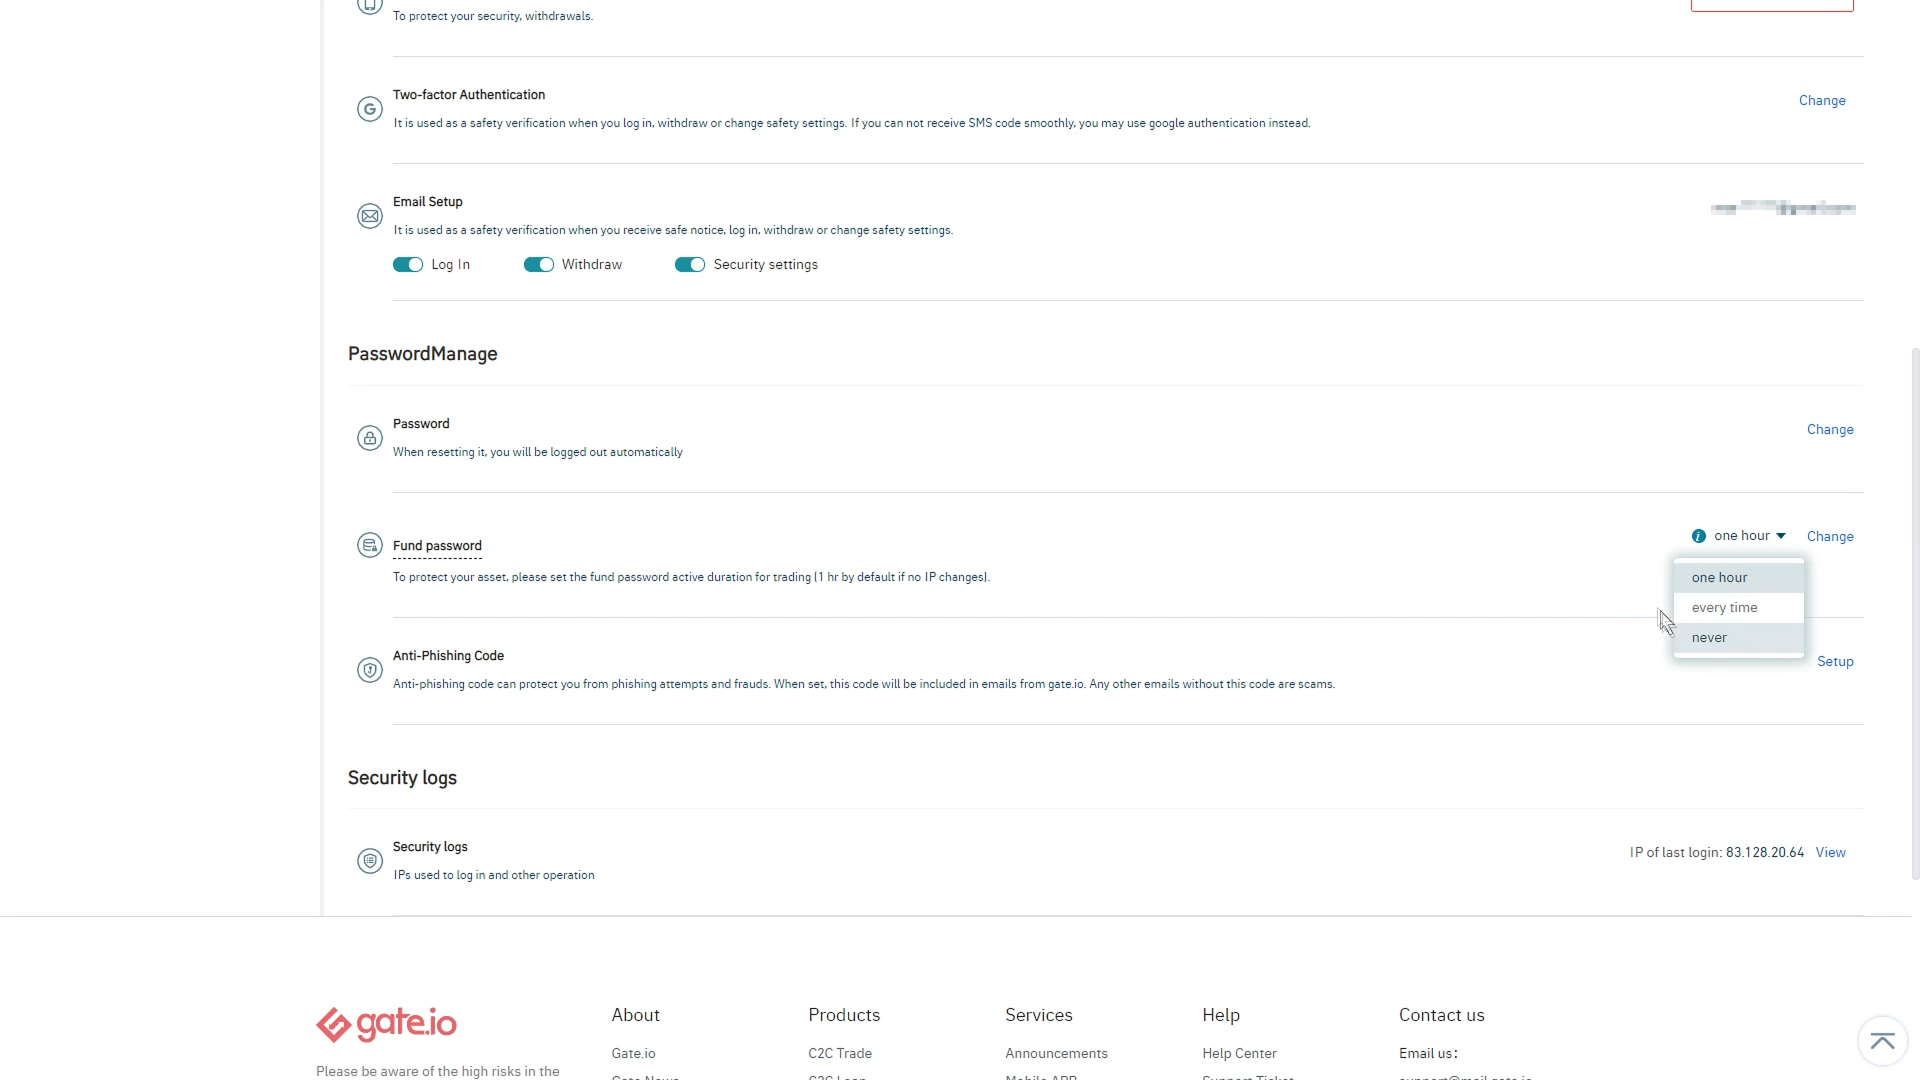 To protect your security, withdrawals.
Two-factor Authentication
Change
It is used as a safety verification when you log in, withdraw or change safety settings. If you can not receive SMS code smoothly, you may use google authentication instead.
Email Setup
It is used as a safety verification when you receive safe notice, log in, withdraw or change safety settings.
Log In
Withdraw
Security settings
PasswordManage
Password
Change
When resetting it, you will be logged out automatically
Fund password
one hour
Change
To protect your asset, please set the fund password active duration for trading (1 hr by default if no IP changes).
one hour
every time
never
Anti-Phishing Code
Setup
Anti-phishing code can protect you from phishing attempts and frauds. When set, this code will be included in emails from gate.io. Any other emails without this code are scams.
Security logs
Security logs
IP of last login: 83.128.20.64 View
IPs used to log in and other operation
gate.io
Please be aware of the high risks in the
About
Gate.io
Products
C2C Trade
Services
Announcements
Help
Help Center
Contact us
Email us: